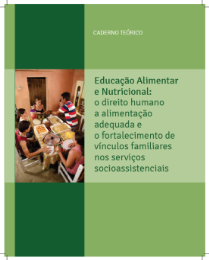 CADERNO TEÓRICO
Educação Alimentar
e Nutricional:
o direito humano
a alimentação
adequada e
o fortalecimento de
vínculos familiares
nos serviços
socioassistenciais